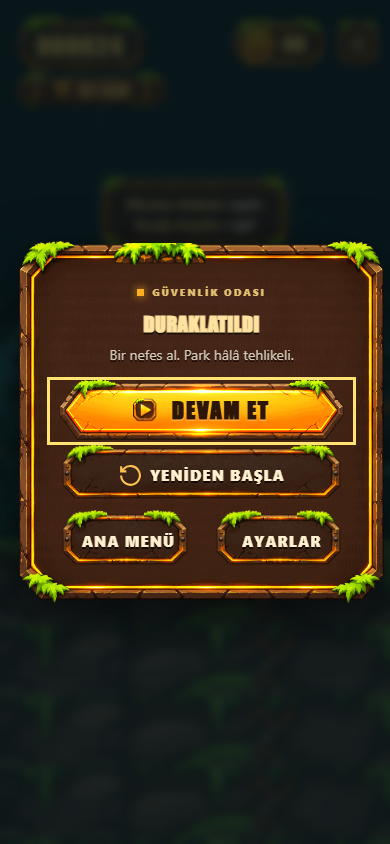 GÜVENLİK ODASI
DURAKLATILDI
Bir nefes al. Park hâlâ tehlikeli.
DEVAM ET
YENİDEN BAŞLA
ANA MENÜ
AYARLAR